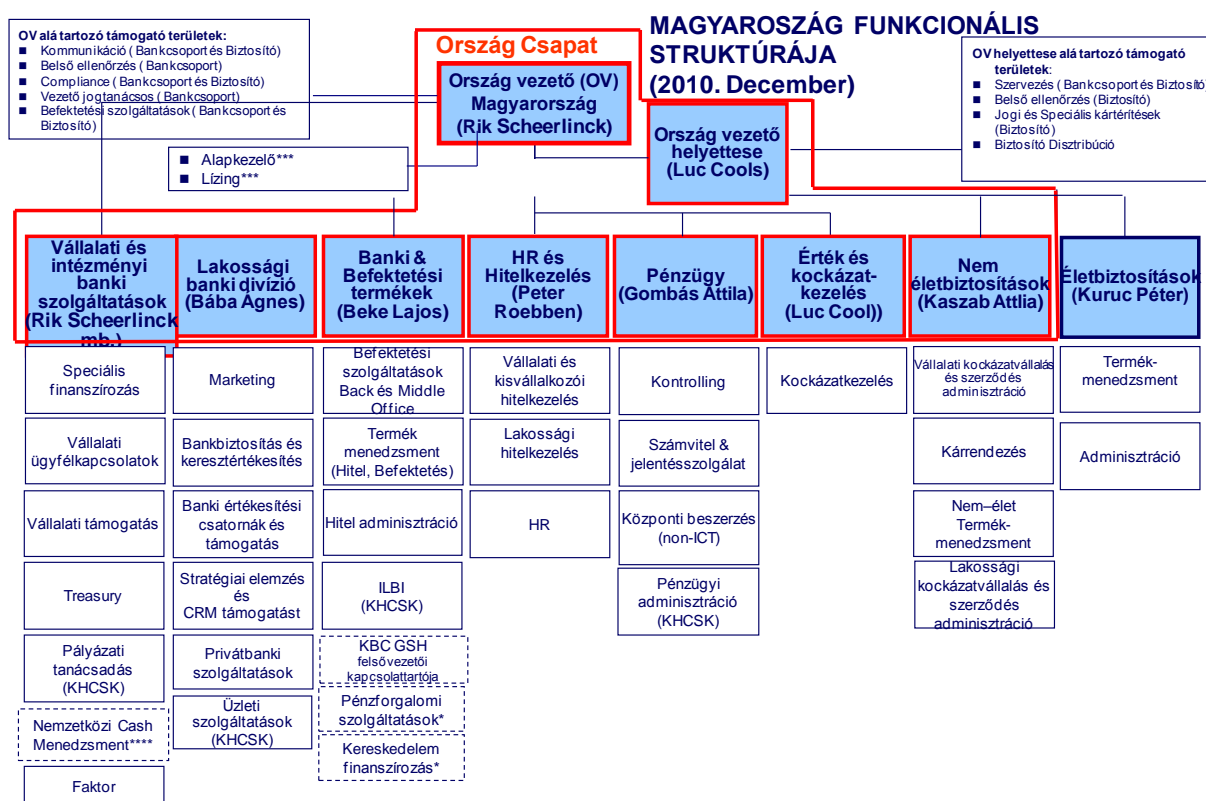 MAGYAROSZÁG FUNKCIONÁLIS
STRUKTÚRÁJA
(2010. December)
OV alá tartozó támogató területek:
Kommunikáció ( Bankcsoport és Biztosító)
Belső ellenőrzés ( Bankcsoport)
Compliance ( Bankcsoport és Biztosító)
Vezető jogtanácsos ( Bankcsoport)
Befektetési szolgáltatások ( Bankcsoport és
Biztosító)
Ország Csapat
Ország vezető (OV)
Magyarország
(Rik Scheerlinck)
Ország vezető
helyettese
(Luc Cools)
OV helyettese alá tartozó támogató
területek:
Szervezés ( Bankcsoport és Biztosító)
Belső ellenőrzés (Biztosító)
Jogi és Speciális kártérítések
(Biztosító)
Biztosító Disztribúció
Alapkezelő***
Lízing***
Vállalati és
intézményi
banki
szolgáltatások
(Rik Scheerlinck
mb.)
Speciális
finanszírozás
Vállalati
ügyfélkapcsolatok
Vállalati támogatás
Treasury
Pályázati
tanácsadás
(KHCSK)
Nemzetközi Cash
Menedzsment****
Faktor
Lakossági
banki divízió
(Bába Ágnes)
Marketing
Bankbiztosítás és
keresztértékesítés
Banki értékesítési
csatornák és
támogatás
Stratégiai elemzés
és
CRM támogatást
Privátbanki
szolgáltatások
Üzleti
szolgáltatások
(KHCSK)
Banki &
Befektetési
termékek
(Beke Lajos)
Befektetési
szolgáltatások
Back és Middle
Office
Termék
menedzsment
(Hitel, Befektetés)
Hitel adminisztráció
ILBI
(KHCSK)
KBC GSH
felsővezetői
kapcsolattartója
Pénzforgalomi
szolgáltatások*
Kereskedelem
finanszírozás*
HR és
Hitelkezelés
(Peter
Roebben)
Vállalati és
kisvállalkozói
hitelkezelés
Lakossági
hitelkezelés
HR
Pénzügy
(Gombás Attila)
Kontrolling
Számvitel &
jelentésszolgálat
Központi beszerzés
(non-ICT)
Pénzügyi
adminisztráció
(KHCSK)
Érték és
kockázat-
kezelés
(Luc Cool))
Kockázatkezelés
Nem
életbiztosítások
(Kaszab Attlia)
Vállalati kockázatvállalás
és szerződés
adminisztráció
Kárrendezés
Nem–élet
Termék-
menedzsment
Lakossági
kockázatvállalás és
szerződés
adminisztráció
Életbiztosítások
(Kuruc Péter)
Termék-
menedzsment
Adminisztráció